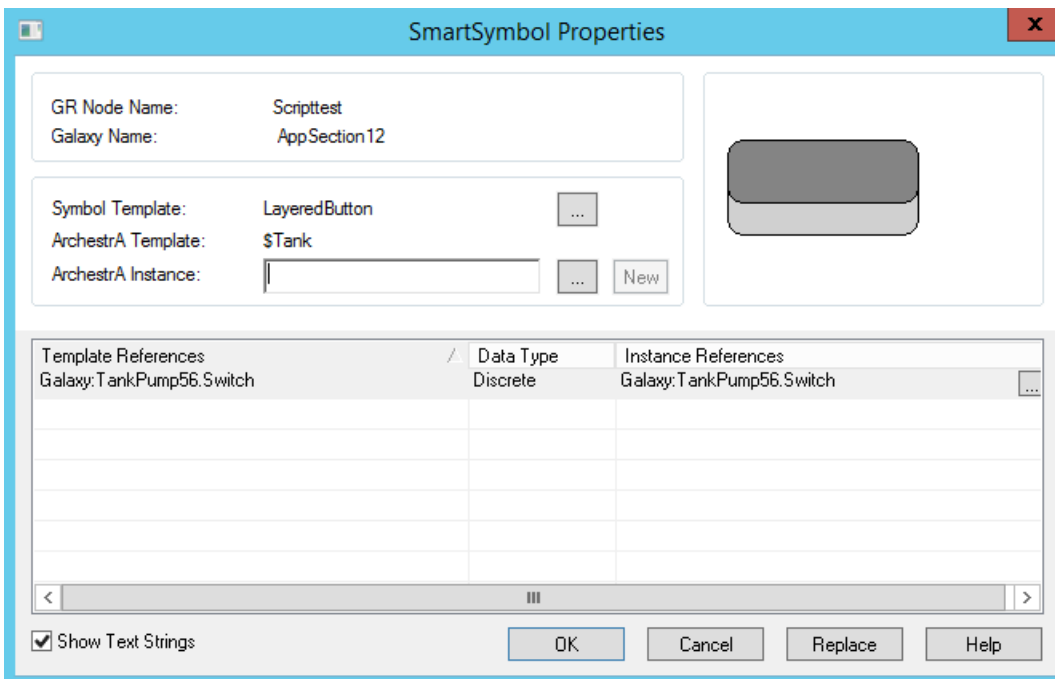 SmartSymbol Properties
x
GR Node Name: Scripttest
Galaxy Name: AppSection12
Symbol Template: LayeredButton ...
ArchestrA Template: $Tank
ArchestrA Instance: ... New
Template References Data Type Instance References
Galaxy:TankPump56.Switch Discrete Galaxy:TankPump56.Switch ...
Show Text Strings OK Cancel Replace Help